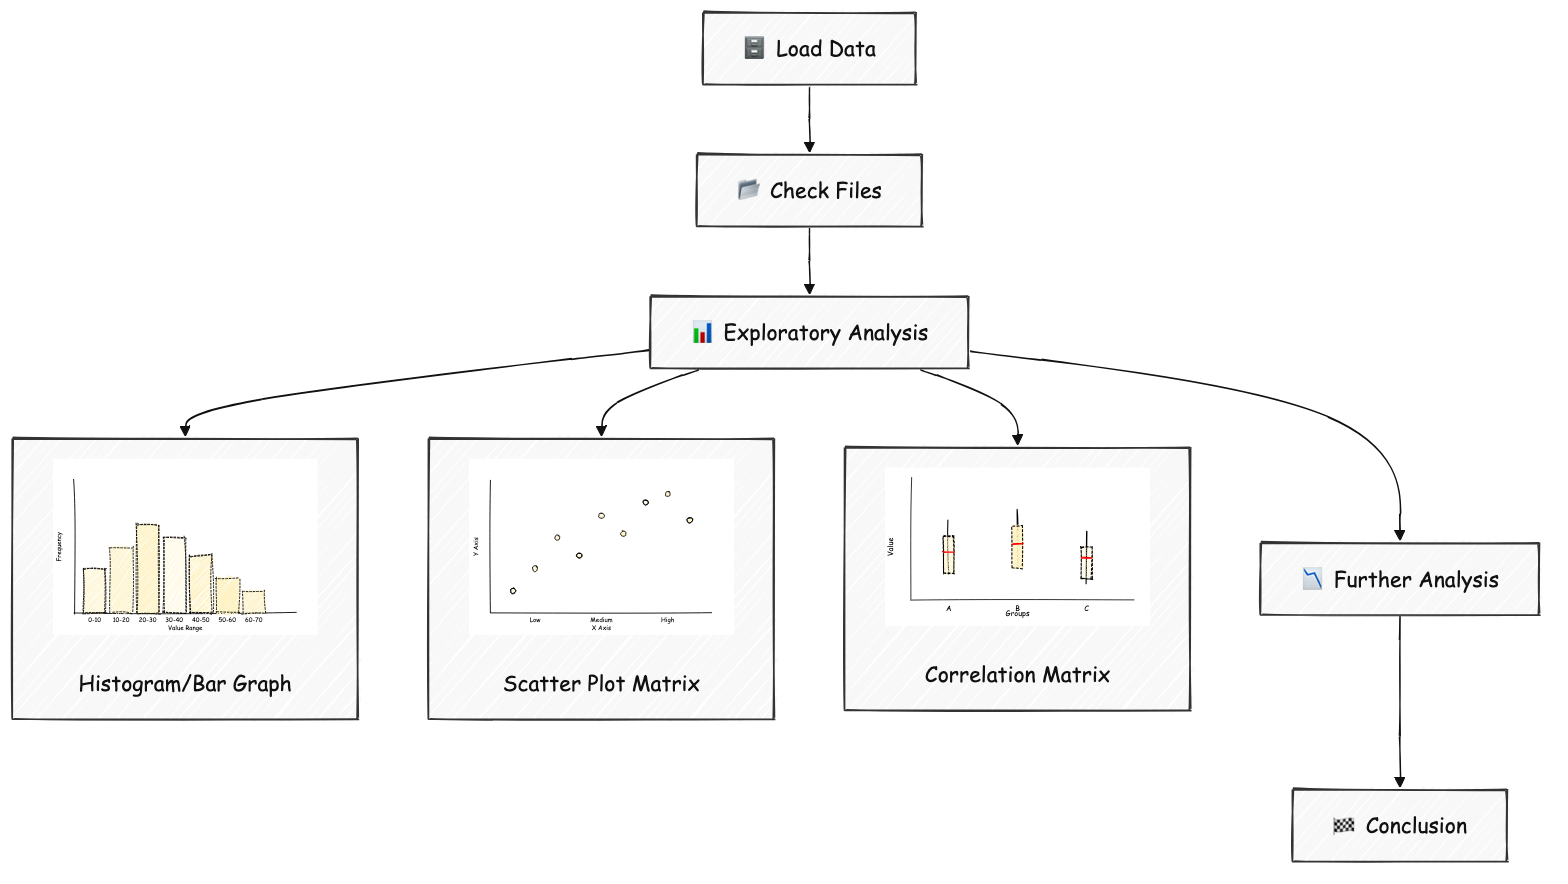 Load Data
Check Files
Exploratory Analysis
Frequency
0-10 10-20 20-30 30-40 40-50 50-60 60-70
Value Range
Histogram/Bar Graph
Y Axis
Low Medium High
X Axis
Scatter Plot Matrix
Value
A B C
Groups
Correlation Matrix
Further Analysis
Conclusion